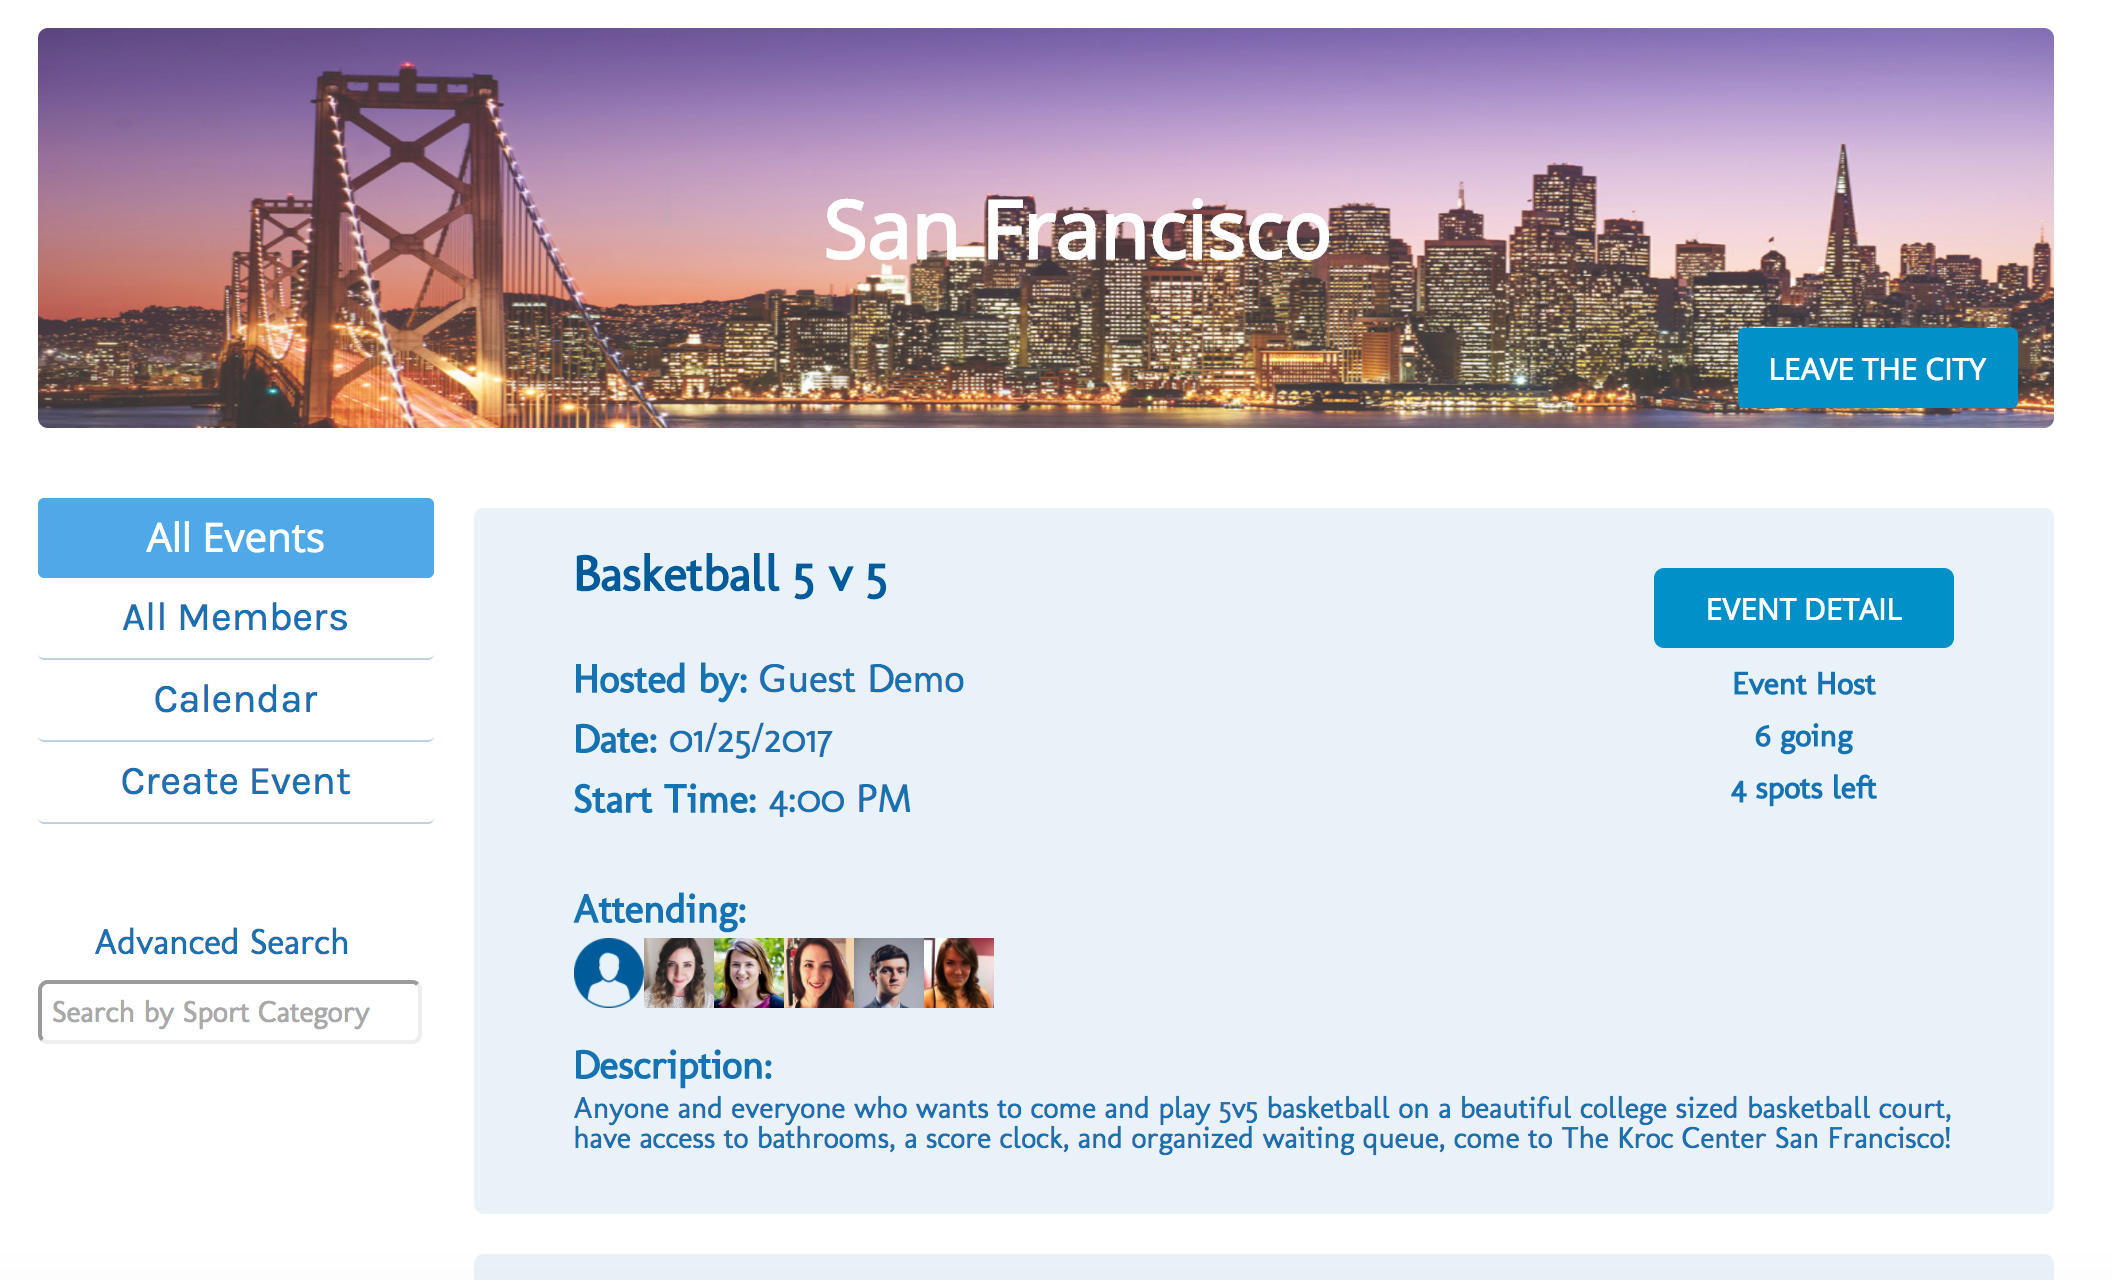 San Francisco
LEAVE THE CITY
All Events
All Members
Calendar
Create Event
Advanced Search
Search by Sport Category
Basketball 5 v 5
Hosted by: Guest Demo
Date: 01/25/2017
Start Time: 4:00 PM
EVENT DETAIL
Event Host
6 going
4 spots left
Attending:
Description:
Anyone and everyone who wants to come and play 5v5 basketball on a beautiful college sized basketball court,
have access to bathrooms, a score clock, and organized waiting queue, come to The Kroc Center San Francisco!